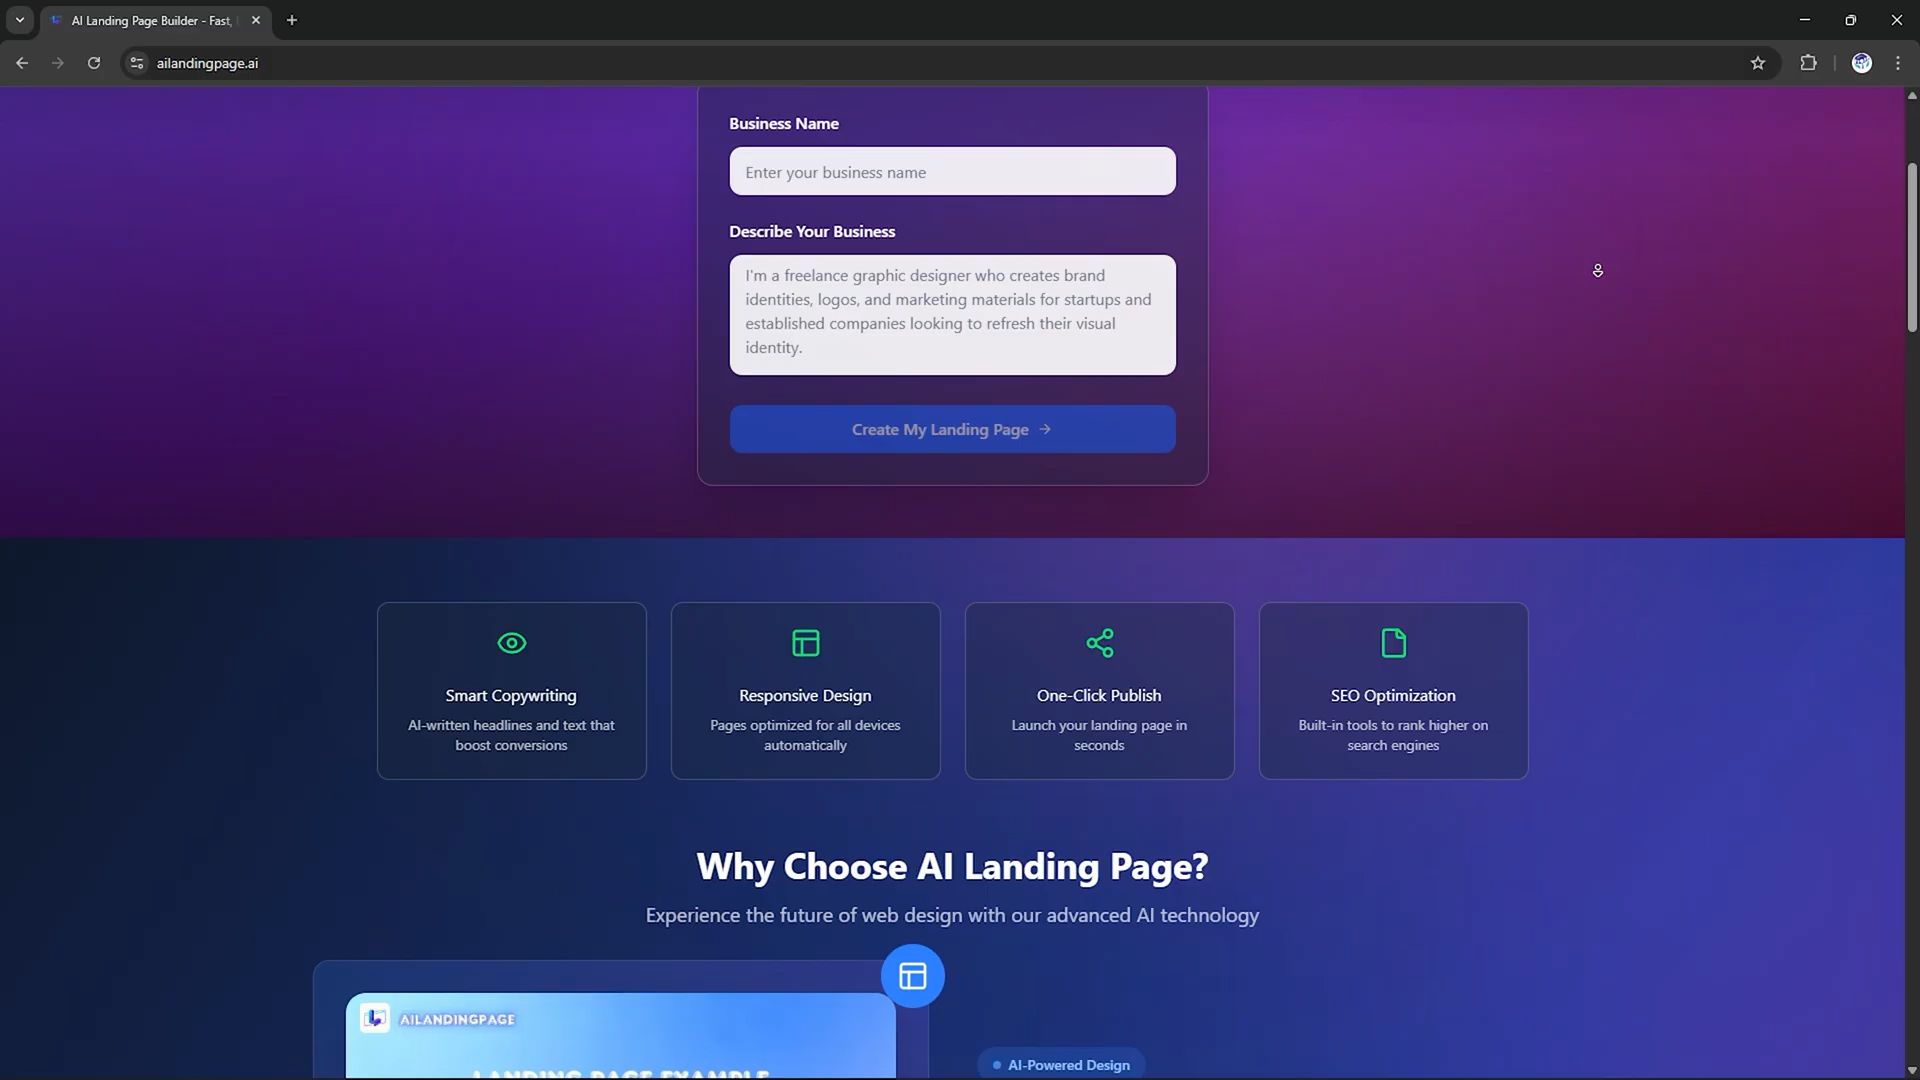 AI Landing Page Builder - Fast,
ailandingpage.ai
Business Name
Enter your business name
Describe Your Business
I'm a freelance graphic designer who creates brand
identities, logos, and marketing materials for startups and
established companies looking to refresh their visual
identity.
Create My Landing Page →
Smart Copywriting
AI-written headlines and text that
boost conversions
Responsive Design
Pages optimized for all devices
automatically
One-Click Publish
Launch your landing page in
seconds
SEO Optimization
Built-in tools to rank higher on
search engines
Why Choose AI Landing Page?
Experience the future of web design with our advanced AI technology
AILANDINGPAGE
LANDING PAGE EXAMPLE
AI-Powered Design